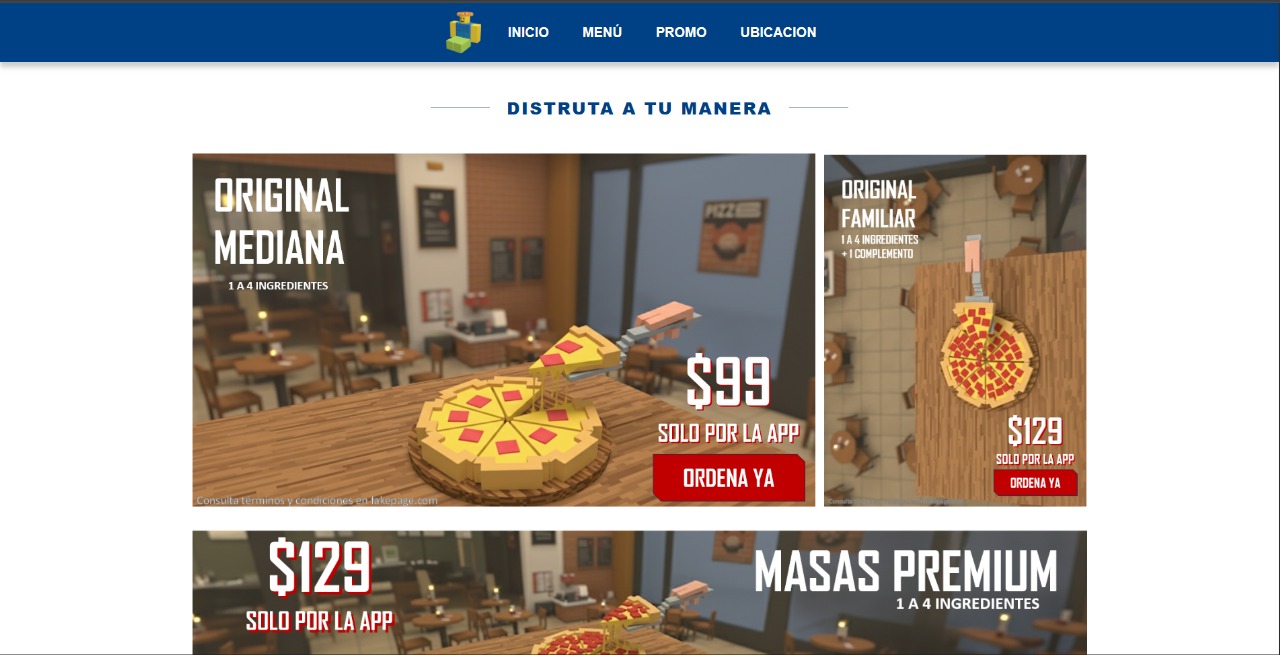 INICIO MENÚ PROMO UBICACION
DISTRUTA A TU MANERA
ORIGINAL
MEDIANA
1 A 4 INGREDIENTES
PIZZ
$99
SOLO POR LA APP
ORDENA YA
Consulta términos y condiciones en fakepage.com
ORIGINAL
FAMILIAR
1 A 4 INGREDIENTES
+ 1 COMPLEMENTO
$129
SOLO POR LA APP
ORDENA YA
$129
SOLO POR LA APP
MASAS PREMIUM
1 A 4 INGREDIENTES